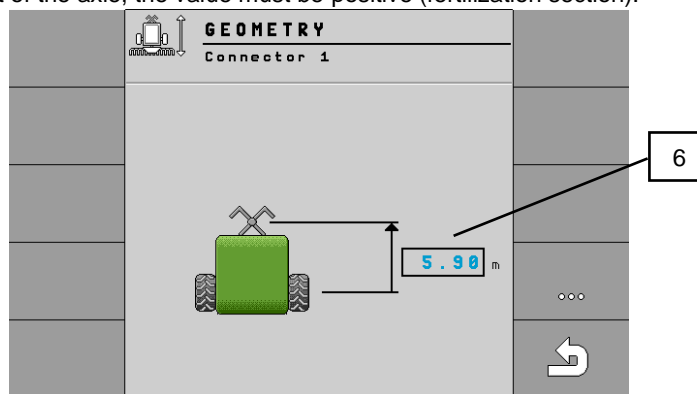 of the axle, the value must be positive (fertilization section).
GEOMETRY
Connector 1
6
5.90 m